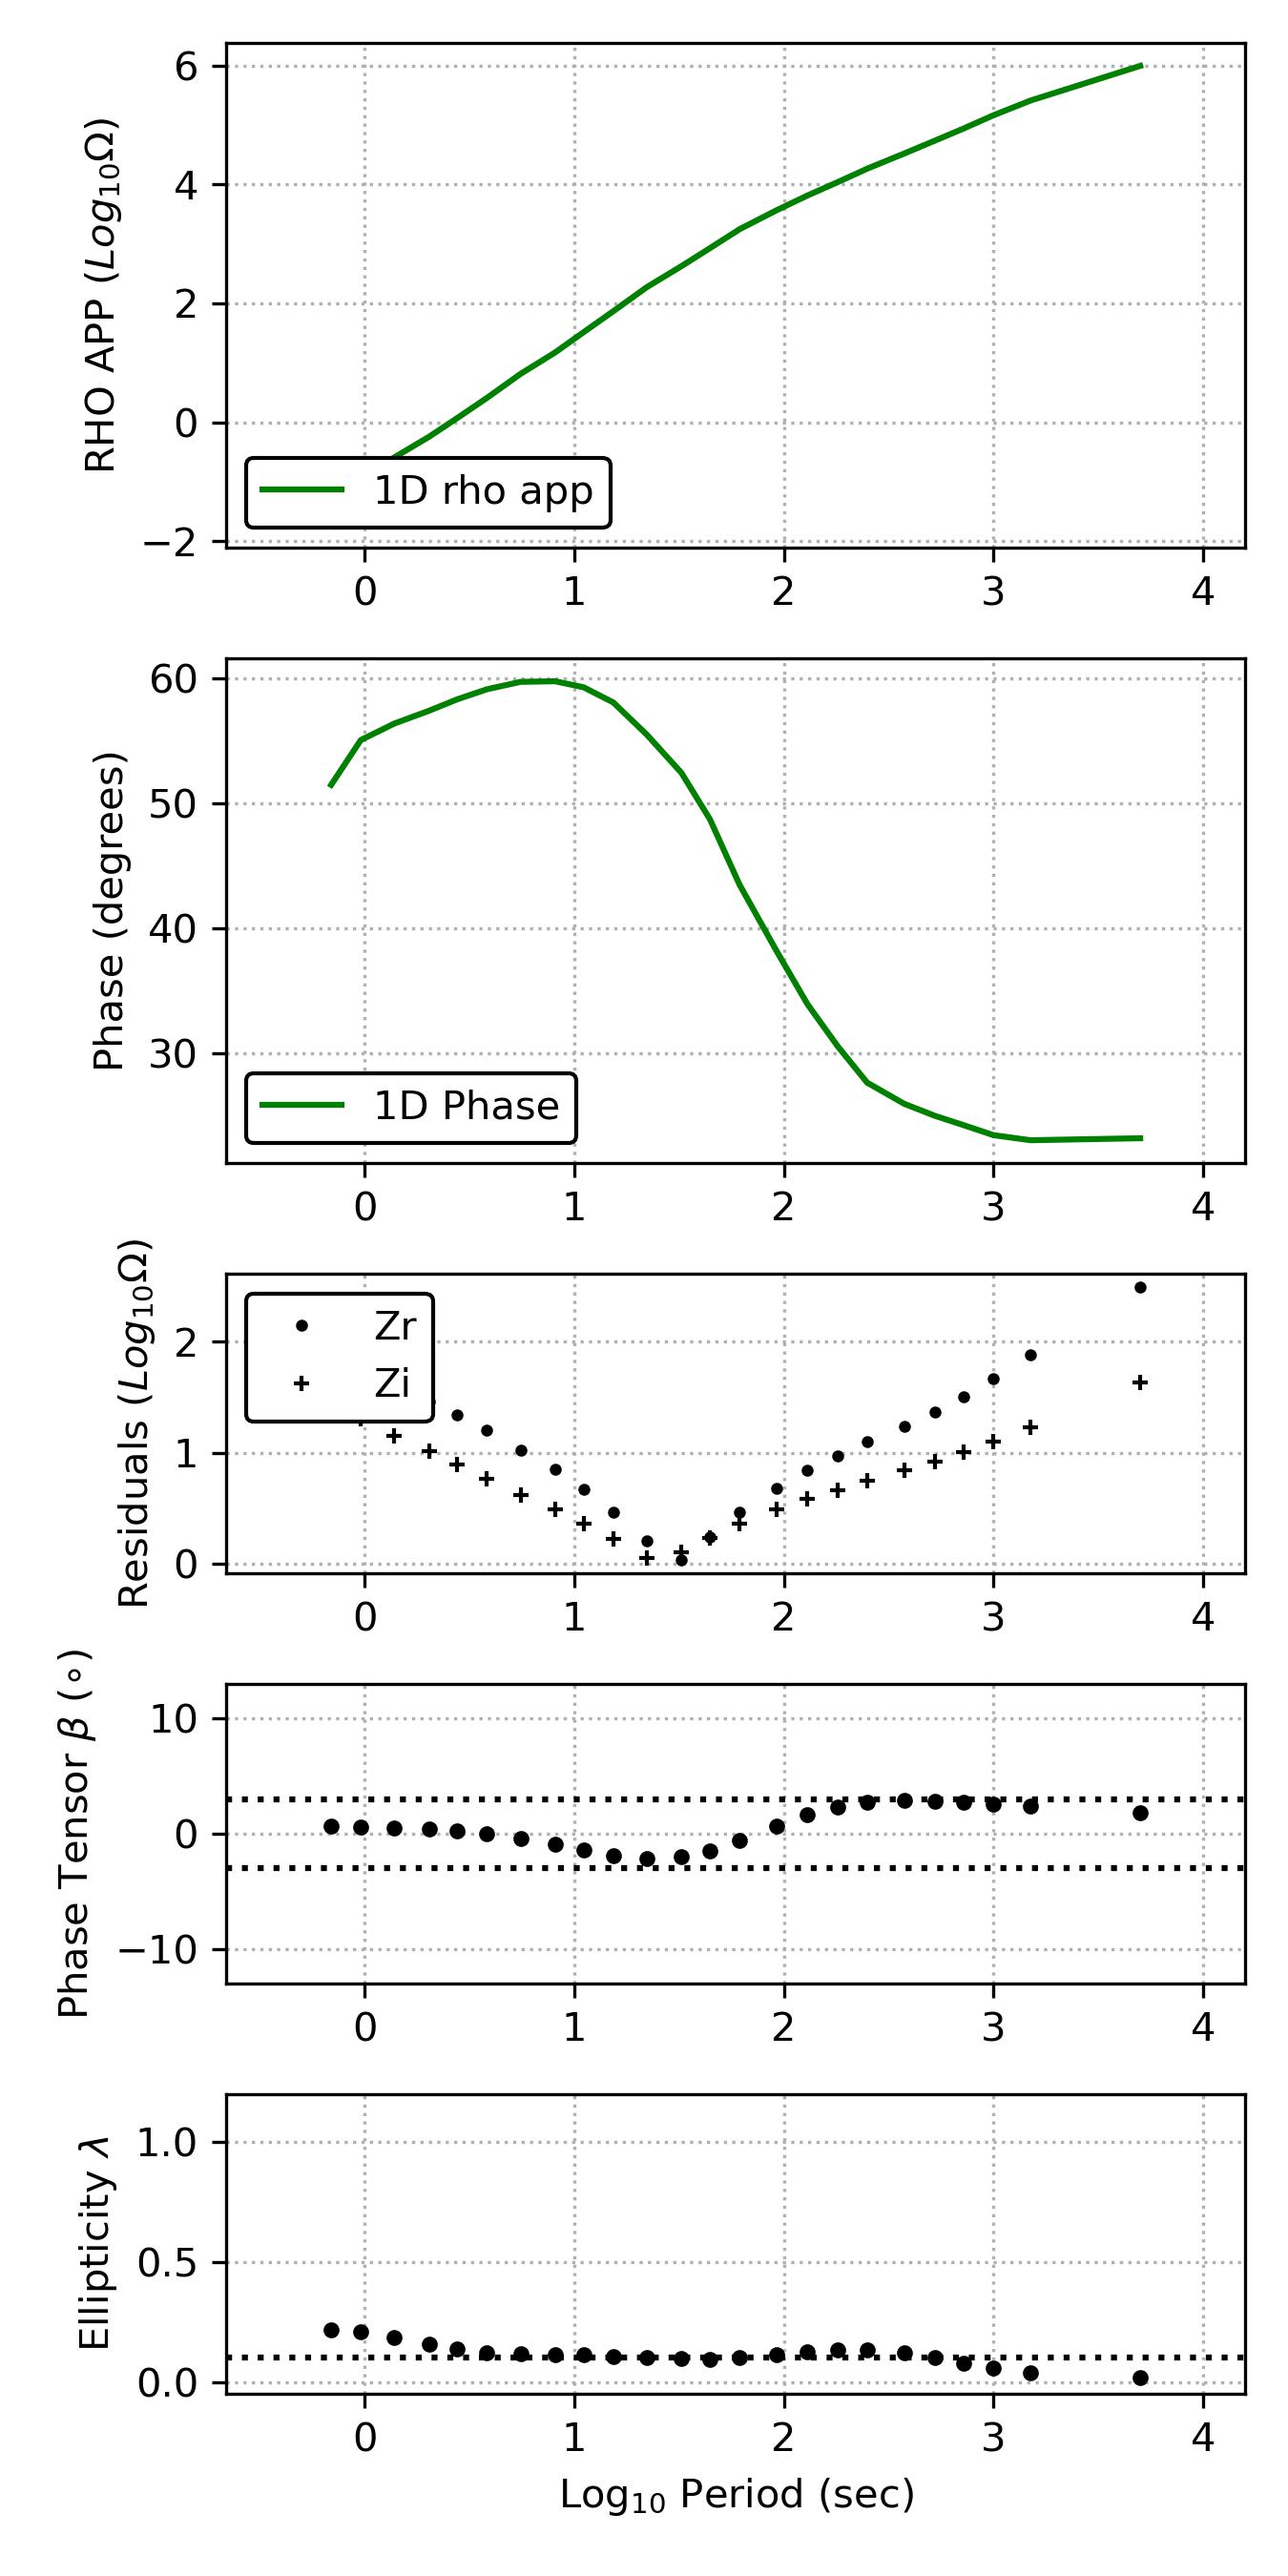 RHO APP (Log₁₀Ω)
6
4
2
0
−2
1D rho app
0 1 2 3 4
Phase (degrees)
60
50
40
30
1D Phase
0 1 2 3 4
Residuals (Log₁₀Ω)
2
1
0
Zr
Zi
0 1 2 3 4
Phase Tensor β (∘)
10
0
−10
0 1 2 3 4
Ellipticity λ
1.0
0.5
0.0
0 1 2 3 4
Log₁₀ Period (sec)